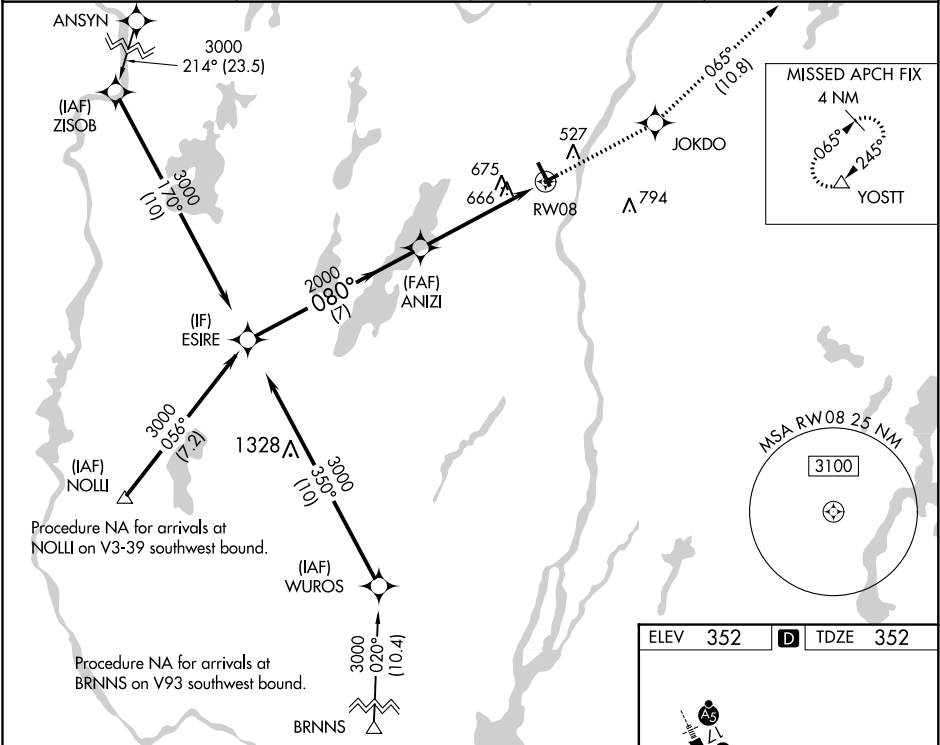 ANSYN
3000
214° (23.5)
(IAF)
ZISOB
3000
170°
(10)
065°
(10.8)
MISSED APCH FIX
4 NM
065°
245°
YOSTT
JOKDO
527
675
666
RW08
794
2000
080°
(7)
(FAF)
ANIZI
(IF)
ESIRE
3000
056°
(7.2)
(IAF)
NOLLI
1328
3000
350°
(10)
MSA RW08 25 NM
3100
Procedure NA for arrivals at
NOLLI on V3-39 southwest bound.
(IAF)
WUROS
3000
020°
(10.4)
Procedure NA for arrivals at
BRNNS on V93 southwest bound.
BRNNS
ELEV 352 D TDZE 352
A5
17